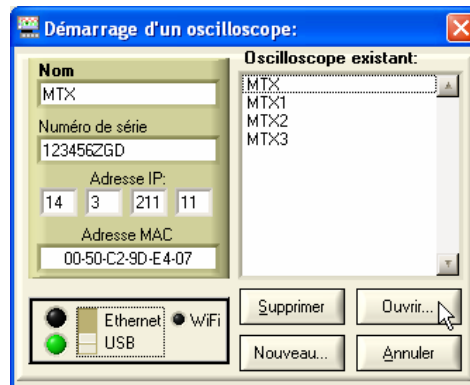 Démarrage d'un oscilloscope:
Nom
MTX
Numéro de série
123456ZGD
Adresse IP:
14 3 211 11
Adresse MAC
00-50-C2-9D-E4-07
Ethernet
USB
WiFi
Oscilloscope existant:
MTX
MTX1
MTX2
MTX3
Supprimer
Ouvrir...
Nouveau...
Annuler